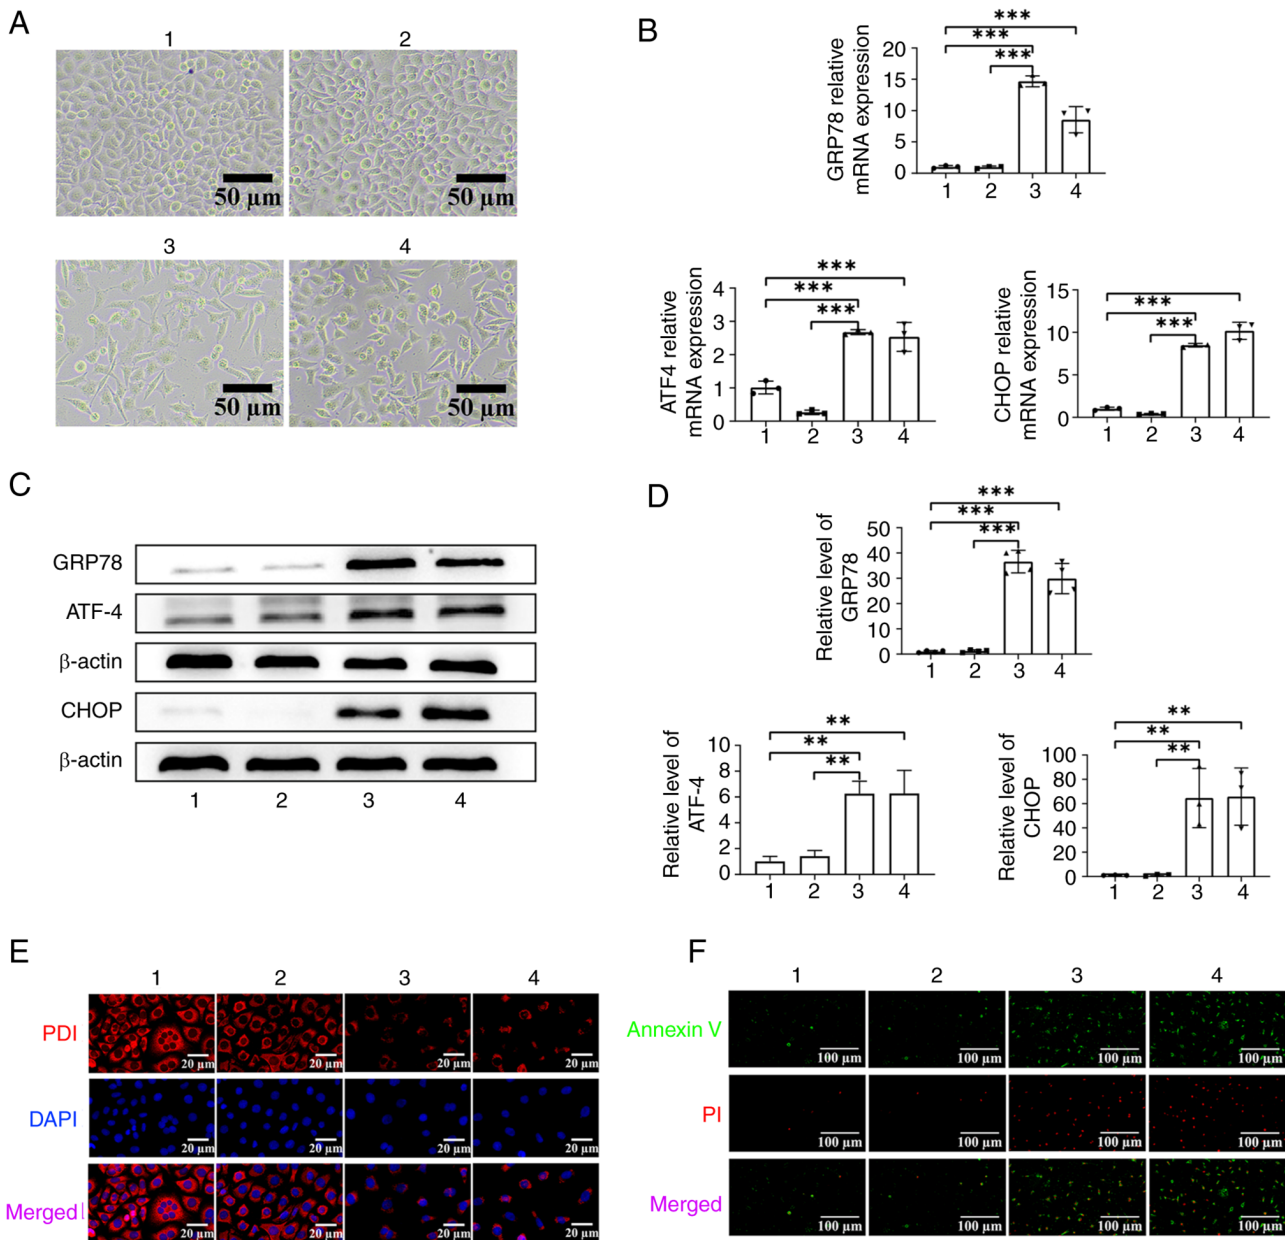 A
1
2
50 µm
50 µm
3
4
50 µm
50 µm
B
GRP78 relative
mRNA expression
20
15
10
5
0
***
***
***
1 2 3 4
ATF4 relative
mRNA expression
4
3
2
1
0
***
***
***
1 2 3 4
CHOP relative
mRNA expression
15
10
5
0
***
***
***
1 2 3 4
C
GRP78
ATF-4
β-actin
CHOP
β-actin
1 2 3 4
D
Relative level of
GRP78
50
40
30
20
10
0
***
***
***
1 2 3 4
Relative level of
ATF-4
10
8
6
4
2
0
**
**
**
1 2 3 4
Relative level of
CHOP
100
80
60
40
20
0
**
**
**
1 2 3 4
E
1 2 3 4
PDI
20 µm 20 µm 20 µm 20 µm
DAPI
20 µm 20 µm 20 µm 20 µm
Merged
20 µm 20 µm 20 µm 20 µm
F
1 2 3 4
Annexin V
100 µm 100 µm 100 µm 100 µm
PI
100 µm 100 µm 100 µm 100 µm
Merged
100 µm 100 µm 100 µm 100 µm